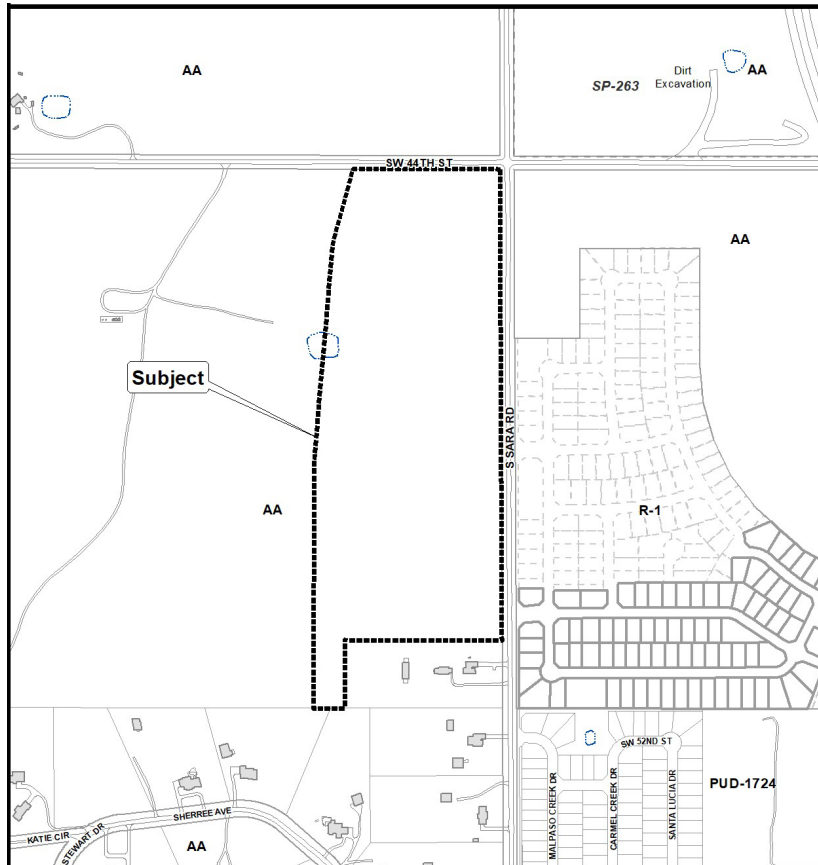 AA
SP-263
Dirt
Excavation
AA
SW 44TH ST
AA
Subject
S SARA RD
AA
R-1
SW 52ND ST
MALPASO CREEK DR
CARMEL CREEK DR
SANTA LUCIA DR
PUD-1724
SHERREE AVE
KATIE CIR
STEWART DR
AA